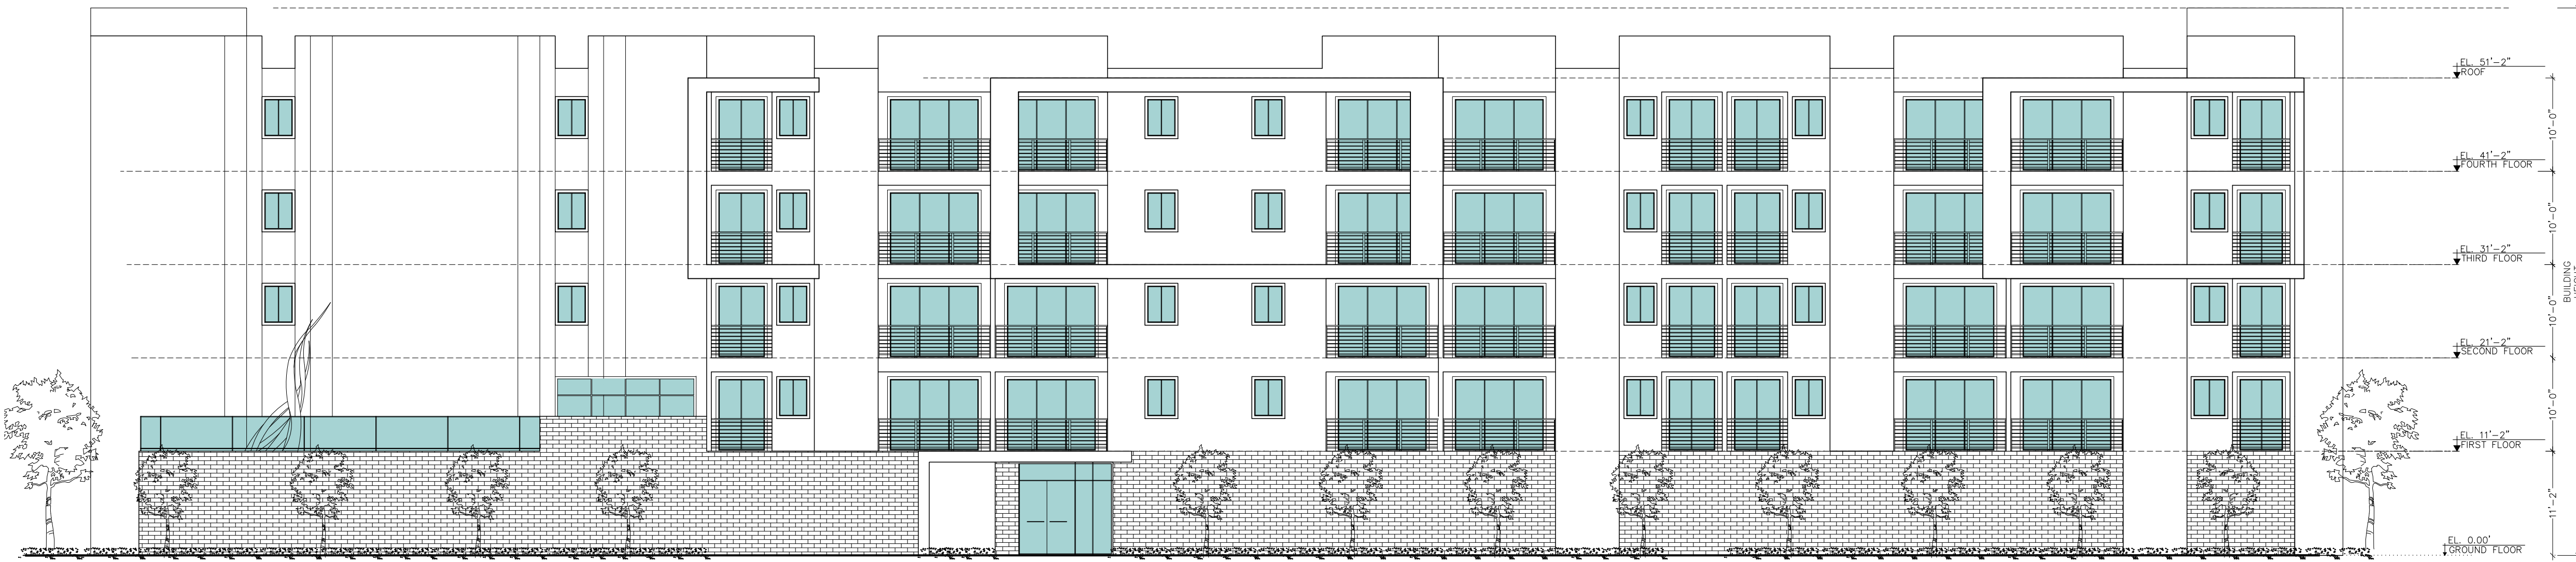 EL. 51'-2"
ROOF
10'-0"
EL. 41'-2"
FOURTH FLOOR
10'-0"
EL. 31'-2"
THIRD FLOOR
BUILDING
10'-0"
EL. 21'-2"
SECOND FLOOR
10'-0"
EL. 11'-2"
FIRST FLOOR
11'-2"
EL. 0.00'
GROUND FLOOR